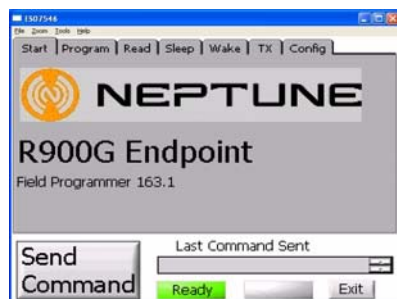 ISO7546
File Zoom Tools Help
Start Program Read Sleep Wake TX Config
NEPTUNE
R900G Endpoint
Field Programmer 163.1
Send
Command
Last Command Sent
Ready
Exit